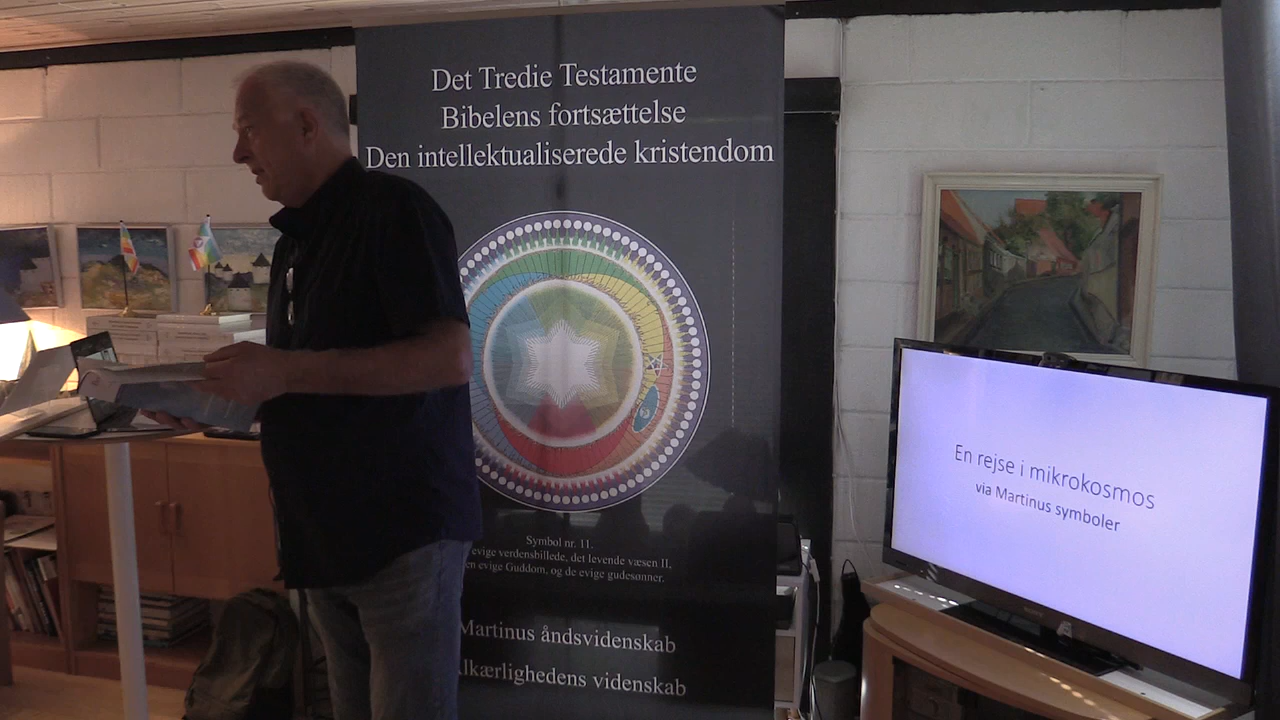 Det Tredie Testamente
Bibelens fortsættelse
Den intellektualiserede kristendom
Symbol nr. 11.
evige verdensbillede, det levende væsen II,
en evige Guddom, og de evige gudesønner.
Martinus åndsvidenskab
lkærlighedens videnskab
En rejse i mikrokosmos
via Martinus symboler